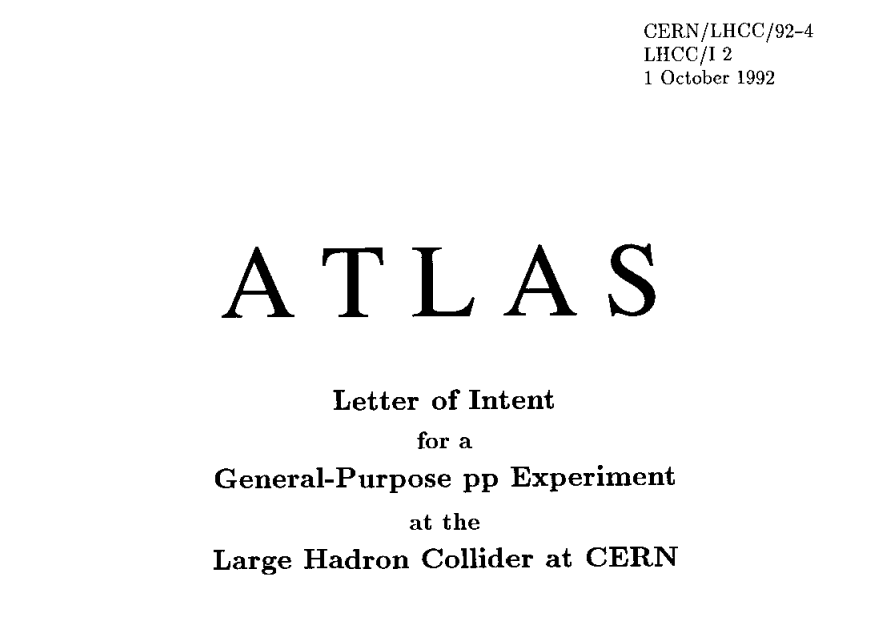 CERN/LHCC/92-4
LHCC/I 2
1 October 1992
ATLAS
Letter of Intent
for a
General-Purpose pp Experiment
at the
Large Hadron Collider at CERN